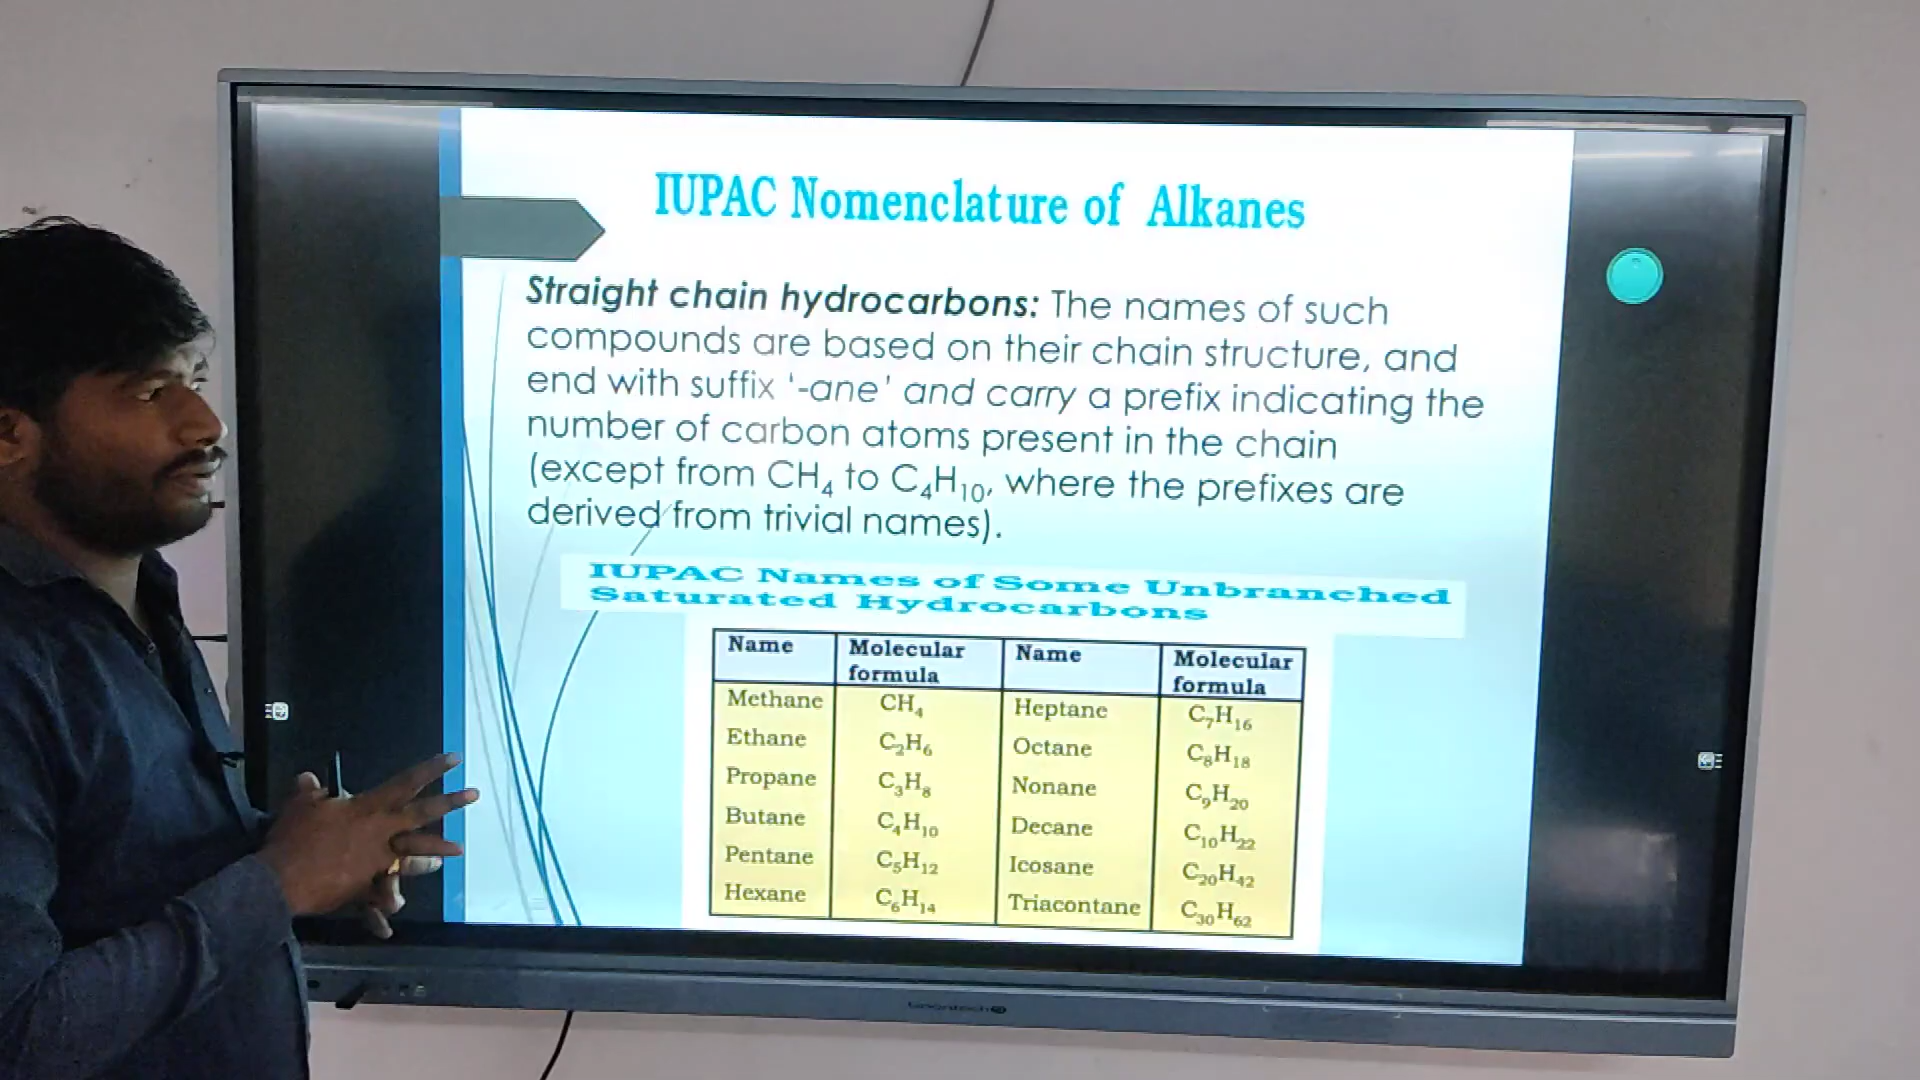 IUPAC Nomenclature of Alkanes
Straight chain hydrocarbons: The names of such
compounds are based on their chain structure, and
end with suffix '-ane' and carry a prefix indicating the
number of carbon atoms present in the chain
(except from CH₄ to C₄H₁₀, where the prefixes are
derived from trivial names).
IUPAC Names of Some Unbranched
Saturated Hydrocarbons
Name Molecular formula Name Molecular formula
Methane CH₄ Heptane C₇H₁₆
Ethane C₂H₆ Octane C₈H₁₈
Propane C₃H₈ Nonane C₉H₂₀
Butane C₄H₁₀ Decane C₁₀H₂₂
Pentane C₅H₁₂ Icosane C₂₀H₄₂
Hexane C₆H₁₄ Triacontane C₃₀H₆₂